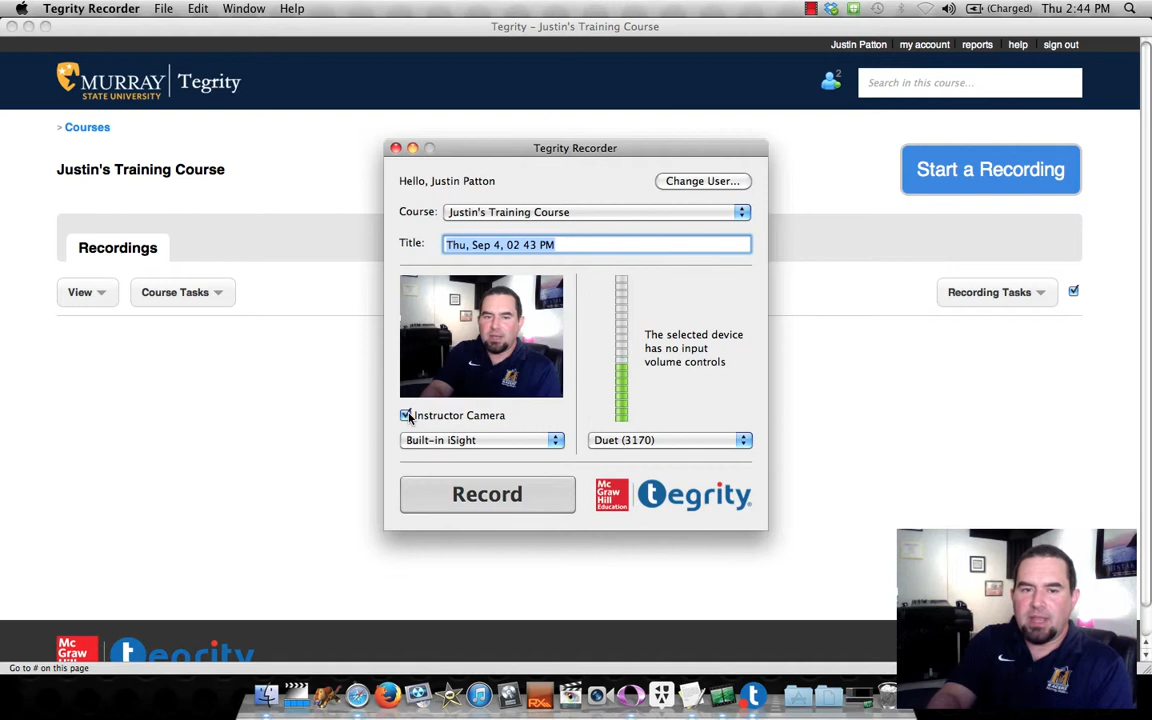 Tegrity Recorder File Edit Window Help (Charged) Thu 2:44 PM
Tegrity – Justin's Training Course
Justin Patton my account reports help sign out
MURRAY STATE UNIVERSITY Tegrity
2
Search in this course...
> Courses
Justin's Training Course
Start a Recording
Recordings
View Course Tasks Recording Tasks
Tegrity Recorder
Hello, Justin Patton Change User...
Course: Justin's Training Course
Title: Thu, Sep 4, 02 43 PM
The selected device
has no input
volume controls
Instructor Camera
Built-in iSight Duet (3170)
Record
Mc Graw Hill Education tegrity
Mc Graw tegrity
Go to # on this page